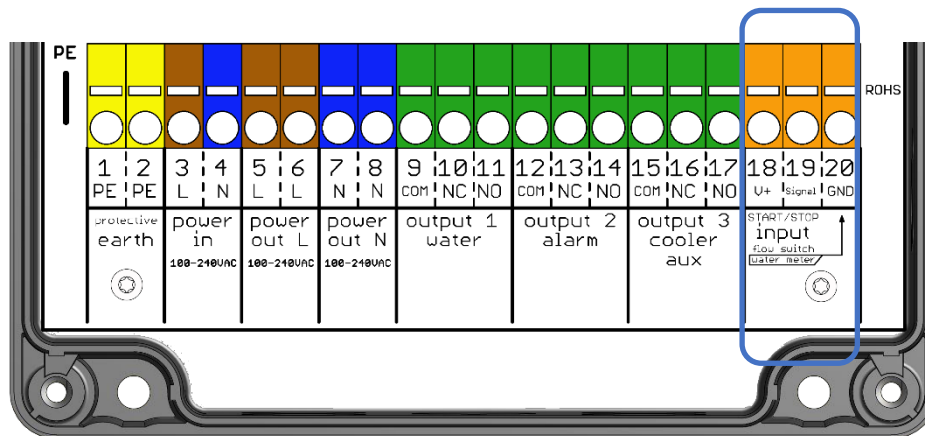 PE
ROHS
1 2 3 4 5 6 7 8 9 10 11 12 13 14 15 16 17 18 19 20
PE PE L N L L N N COM NC NO COM NC NO COM NC NO V+ Signal GND
protective earth
power in
100-240VAC
power out L
100-240VAC
power out N
100-240VAC
output 1
water
output 2
alarm
output 3
cooler
aux
START/STOP
input
flow switch
water meter